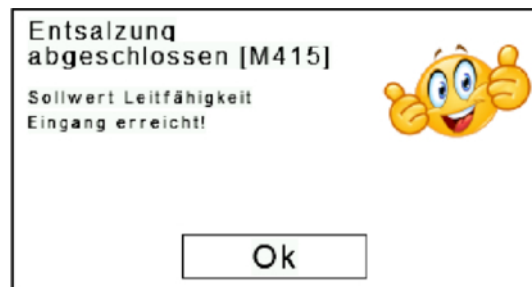 Entsalzung
abgeschlossen [M415]
Sollwert Leitfähigkeit
Eingang erreicht!
Ok